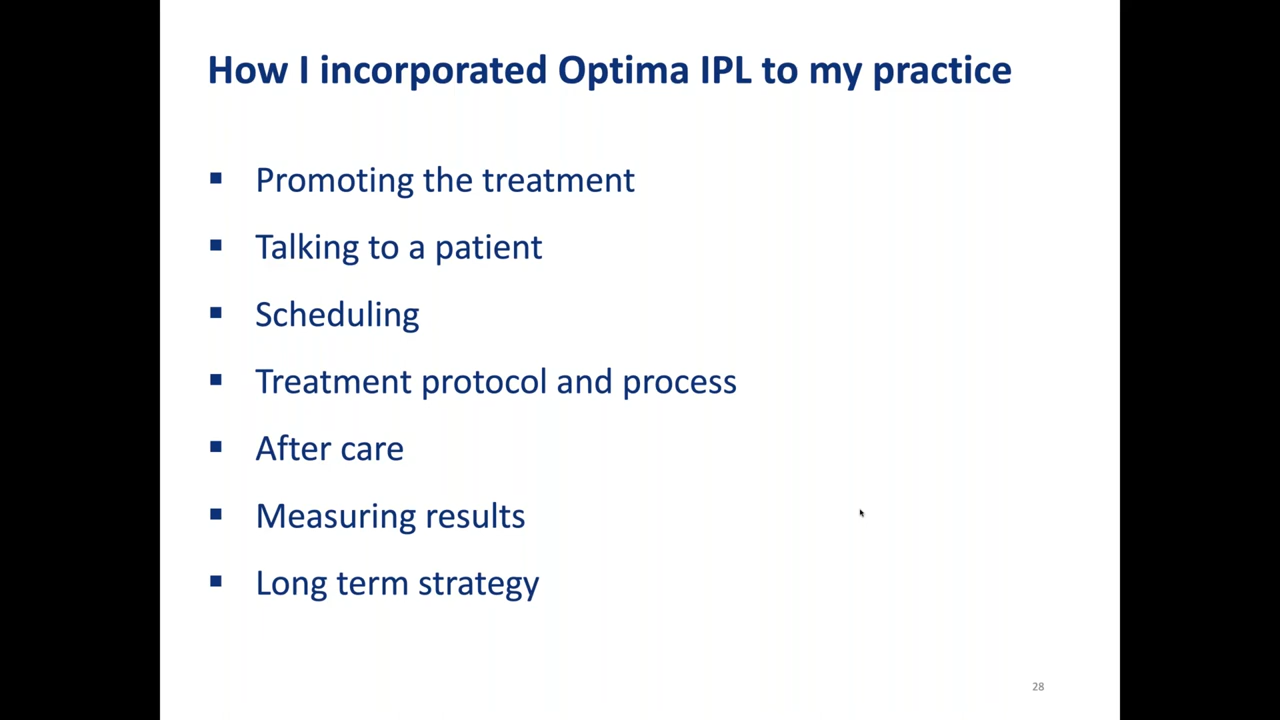 How I incorporated Optima IPL to my practice
▪ Promoting the treatment
▪ Talking to a patient
▪ Scheduling
▪ Treatment protocol and process
▪ After care
▪ Measuring results
▪ Long term strategy
28